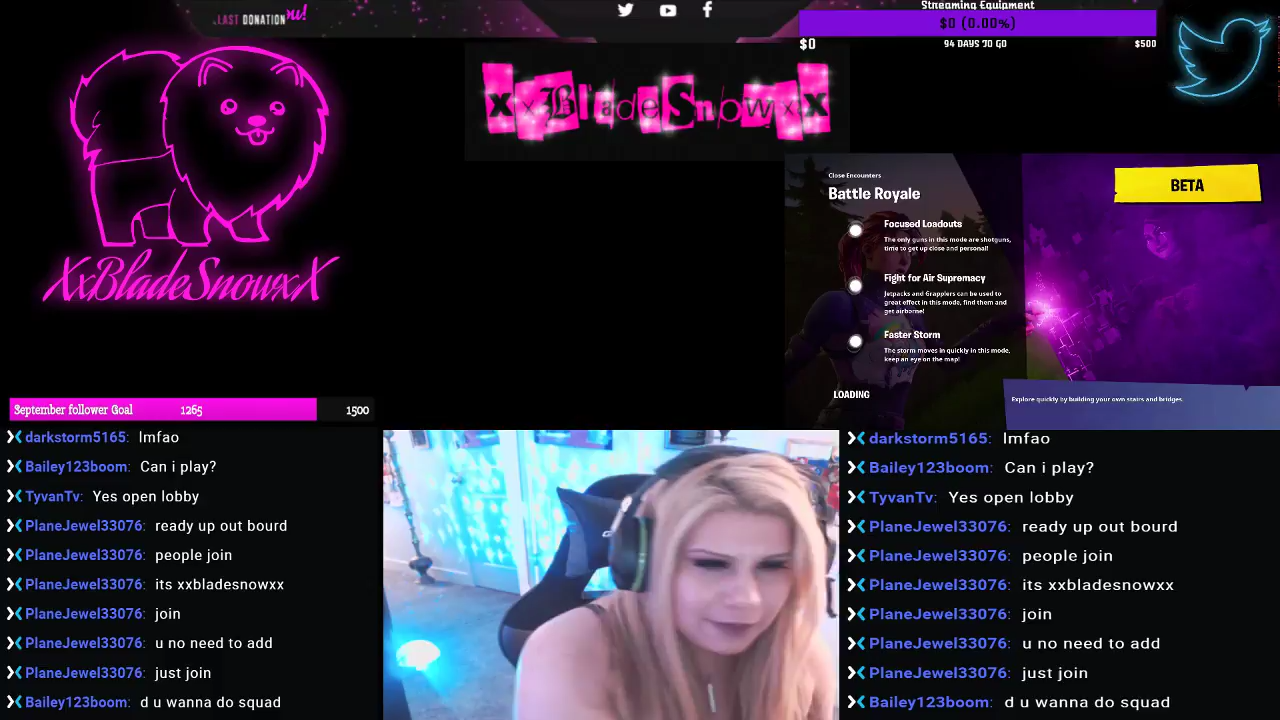 LAST DONATION
Streaming Equipment
$0 (0.00%)
$0
94 DAYS TO GO
$500
XxBladeSnowxX
XxBladeSnowxX
Close Encounters
Battle Royale
Focused Loadouts
The only guns in this mode are shotguns,
time to get up close and personal!
Fight for Air Supremacy
Jetpacks and Grapplers can be used to
great effect in this mode, find them and
get airborne!
Faster Storm
The storm moves in quickly in this mode,
keep an eye on the map!
LOADING
BETA
Explore quickly by building your own stairs and bridges.
September follower Goal 1265 1500
darkstorm5165: lmfao
Bailey123boom: Can i play?
TyvanTv: Yes open lobby
PlaneJewel33076: ready up out bourd
PlaneJewel33076: people join
PlaneJewel33076: its xxbladesnowxx
PlaneJewel33076: join
PlaneJewel33076: u no need to add
PlaneJewel33076: just join
Bailey123boom: d u wanna do squad
darkstorm5165: lmfao
Bailey123boom: Can i play?
TyvanTv: Yes open lobby
PlaneJewel33076: ready up out bourd
PlaneJewel33076: people join
PlaneJewel33076: its xxbladesnowxx
PlaneJewel33076: join
PlaneJewel33076: u no need to add
PlaneJewel33076: just join
Bailey123boom: d u wanna do squad